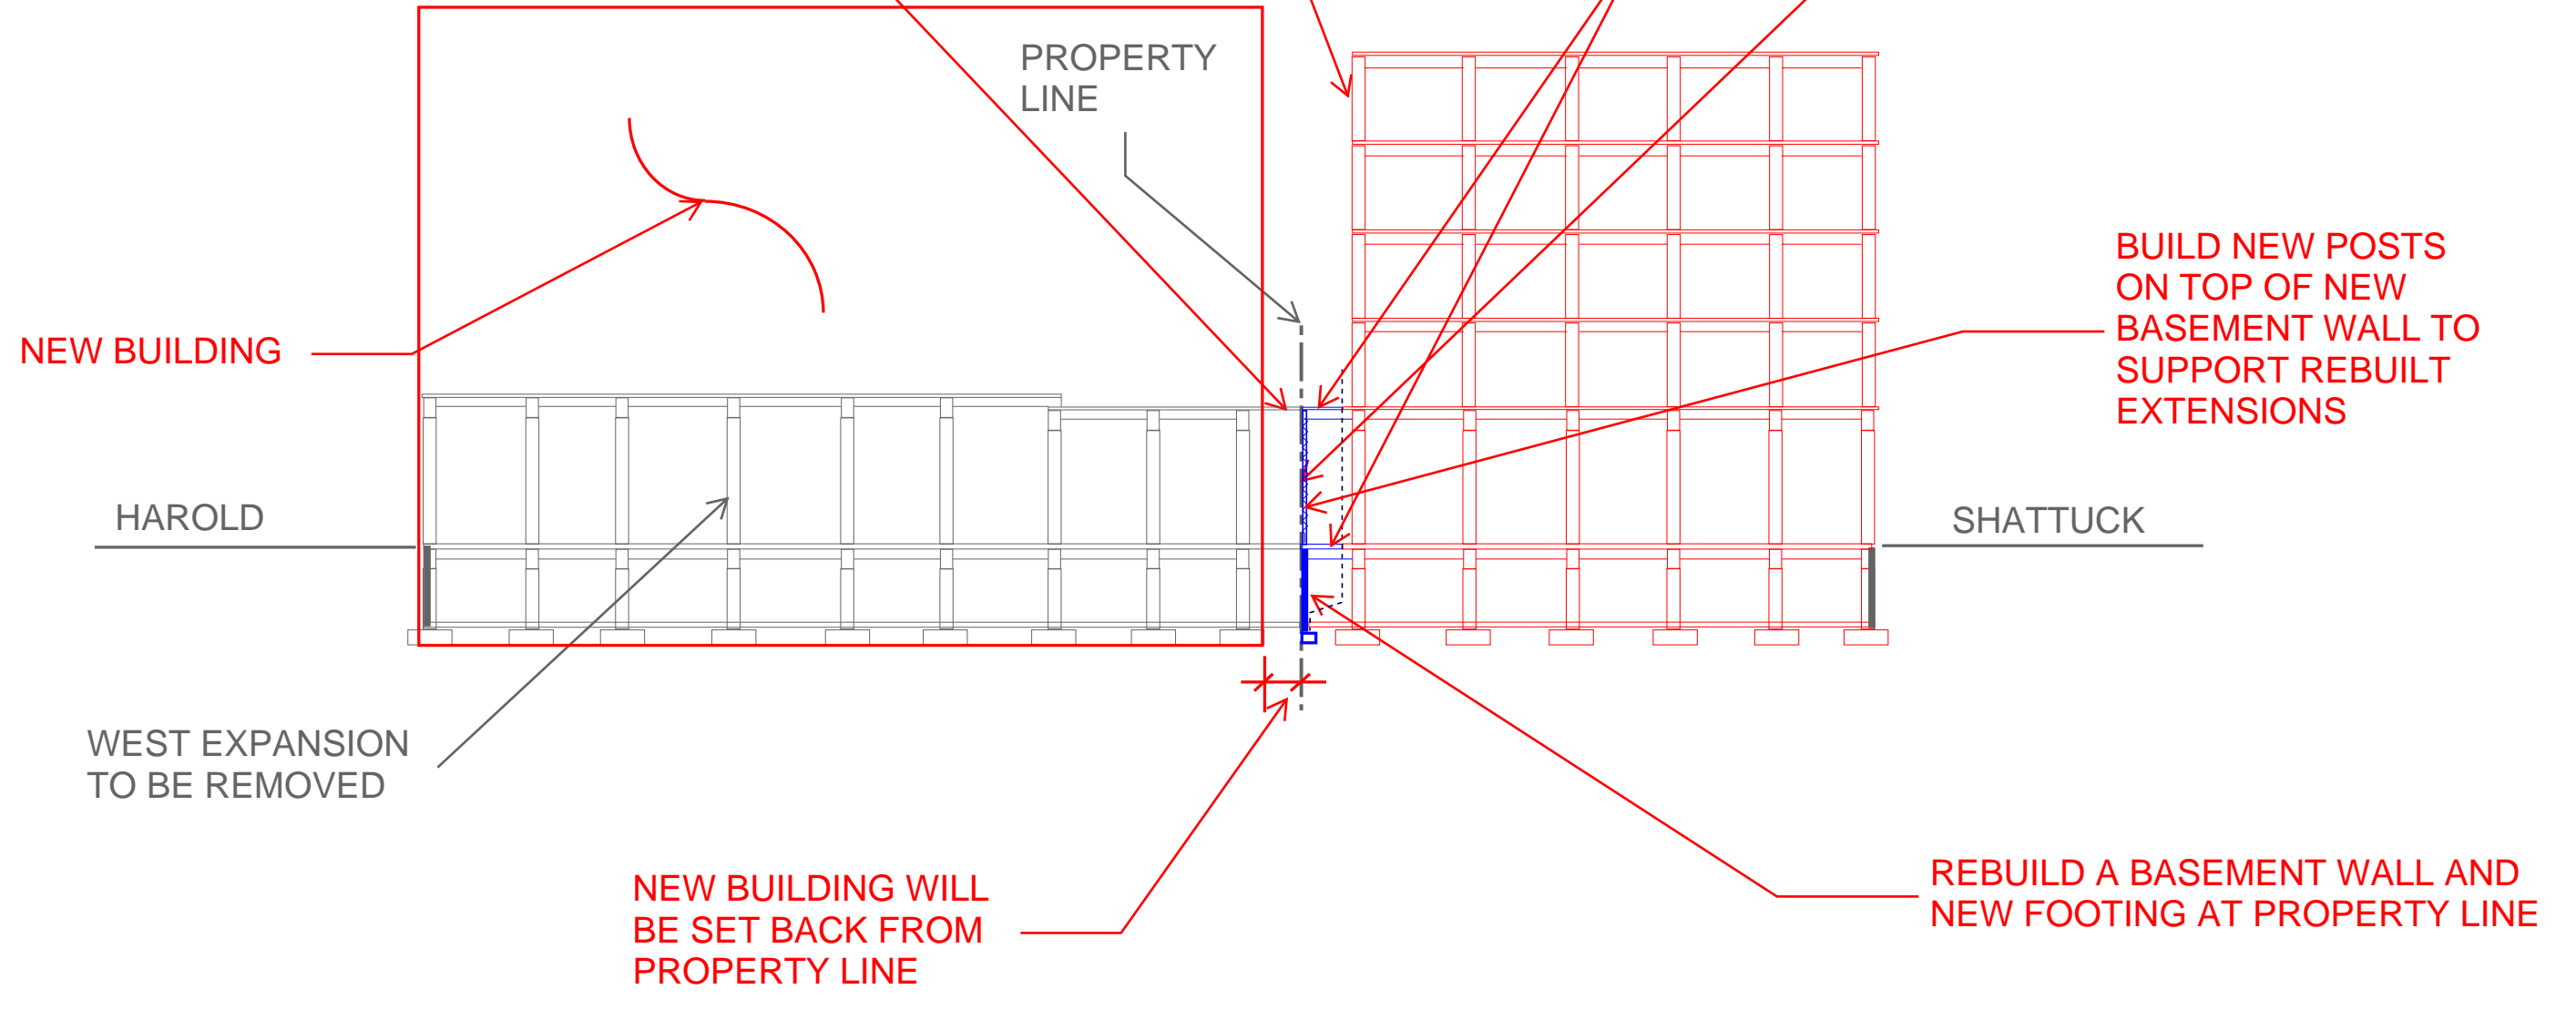 PROPERTY
LINE
BUILD NEW POSTS
ON TOP OF NEW
BASEMENT WALL TO
SUPPORT REBUILT
EXTENSIONS
NEW BUILDING
HAROLD
SHATTUCK
WEST EXPANSION
TO BE REMOVED
NEW BUILDING WILL
BE SET BACK FROM
PROPERTY LINE
REBUILD A BASEMENT WALL AND
NEW FOOTING AT PROPERTY LINE